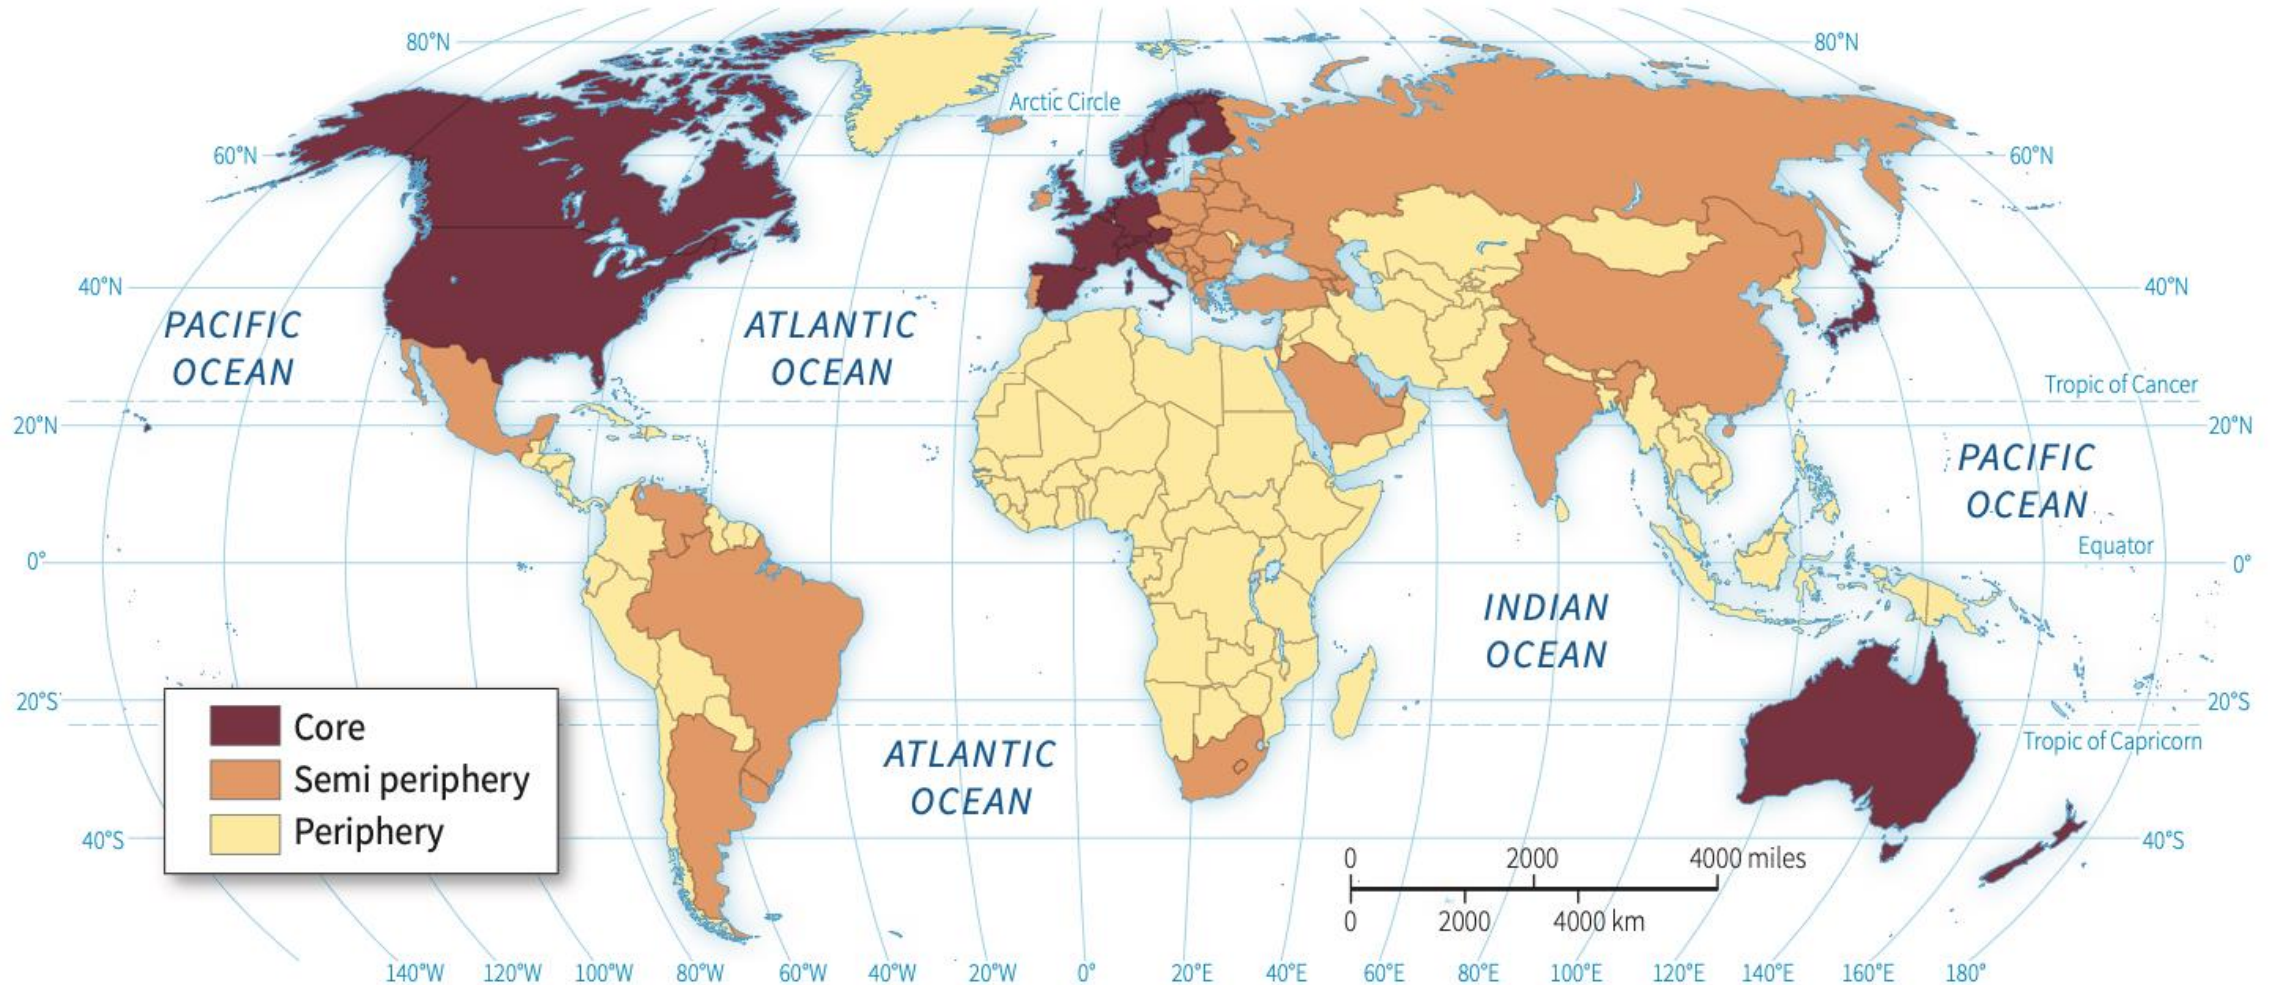 80°N
80°N
Arctic Circle
60°N
60°N
40°N
40°N
PACIFIC
OCEAN
ATLANTIC
OCEAN
Tropic of Cancer
20°N
20°N
PACIFIC
OCEAN
Equator
0°
0°
INDIAN
OCEAN
20°S
20°S
Tropic of Capricorn
Core
Semi periphery
Periphery
ATLANTIC
OCEAN
40°S
40°S
0 2000 4000 miles
0 2000 4000 km
140°W 120°W 100°W 80°W 60°W 40°W 20°W 0° 20°E 40°E 60°E 80°E 100°E 120°E 140°E 160°E 180°